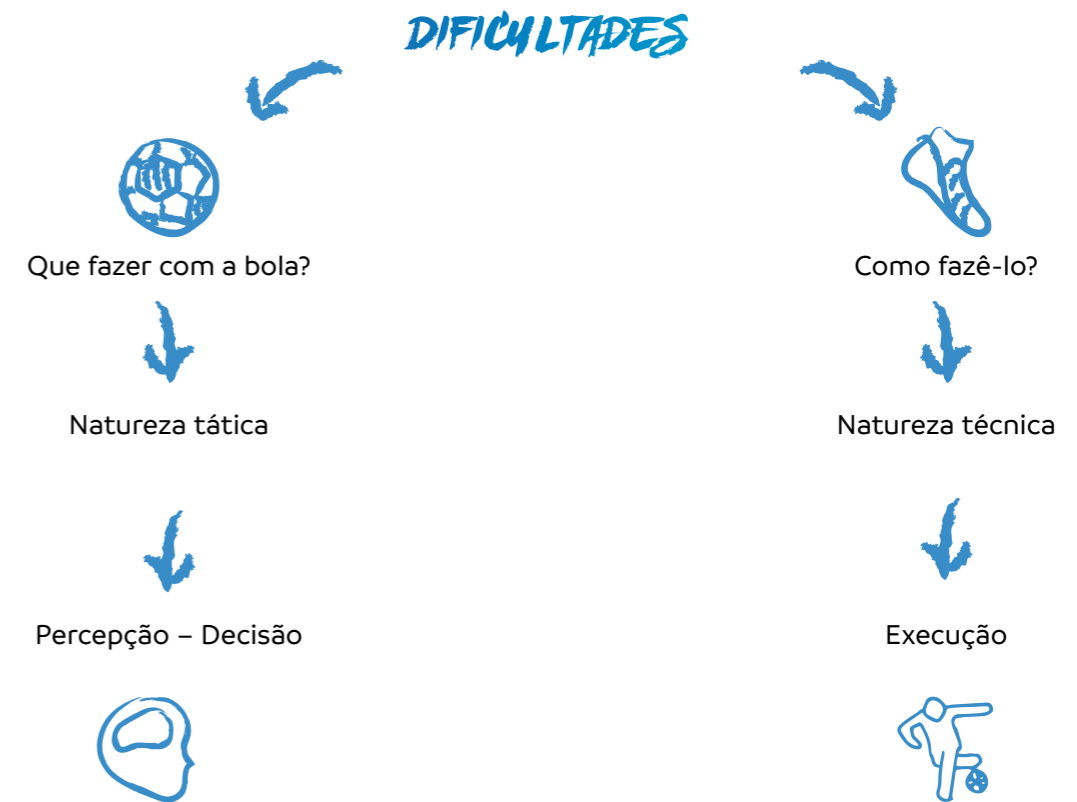 DIFICULTADES
Que fazer com a bola?
Como fazê-lo?
Natureza tática
Natureza técnica
Percepção – Decisão
Execução